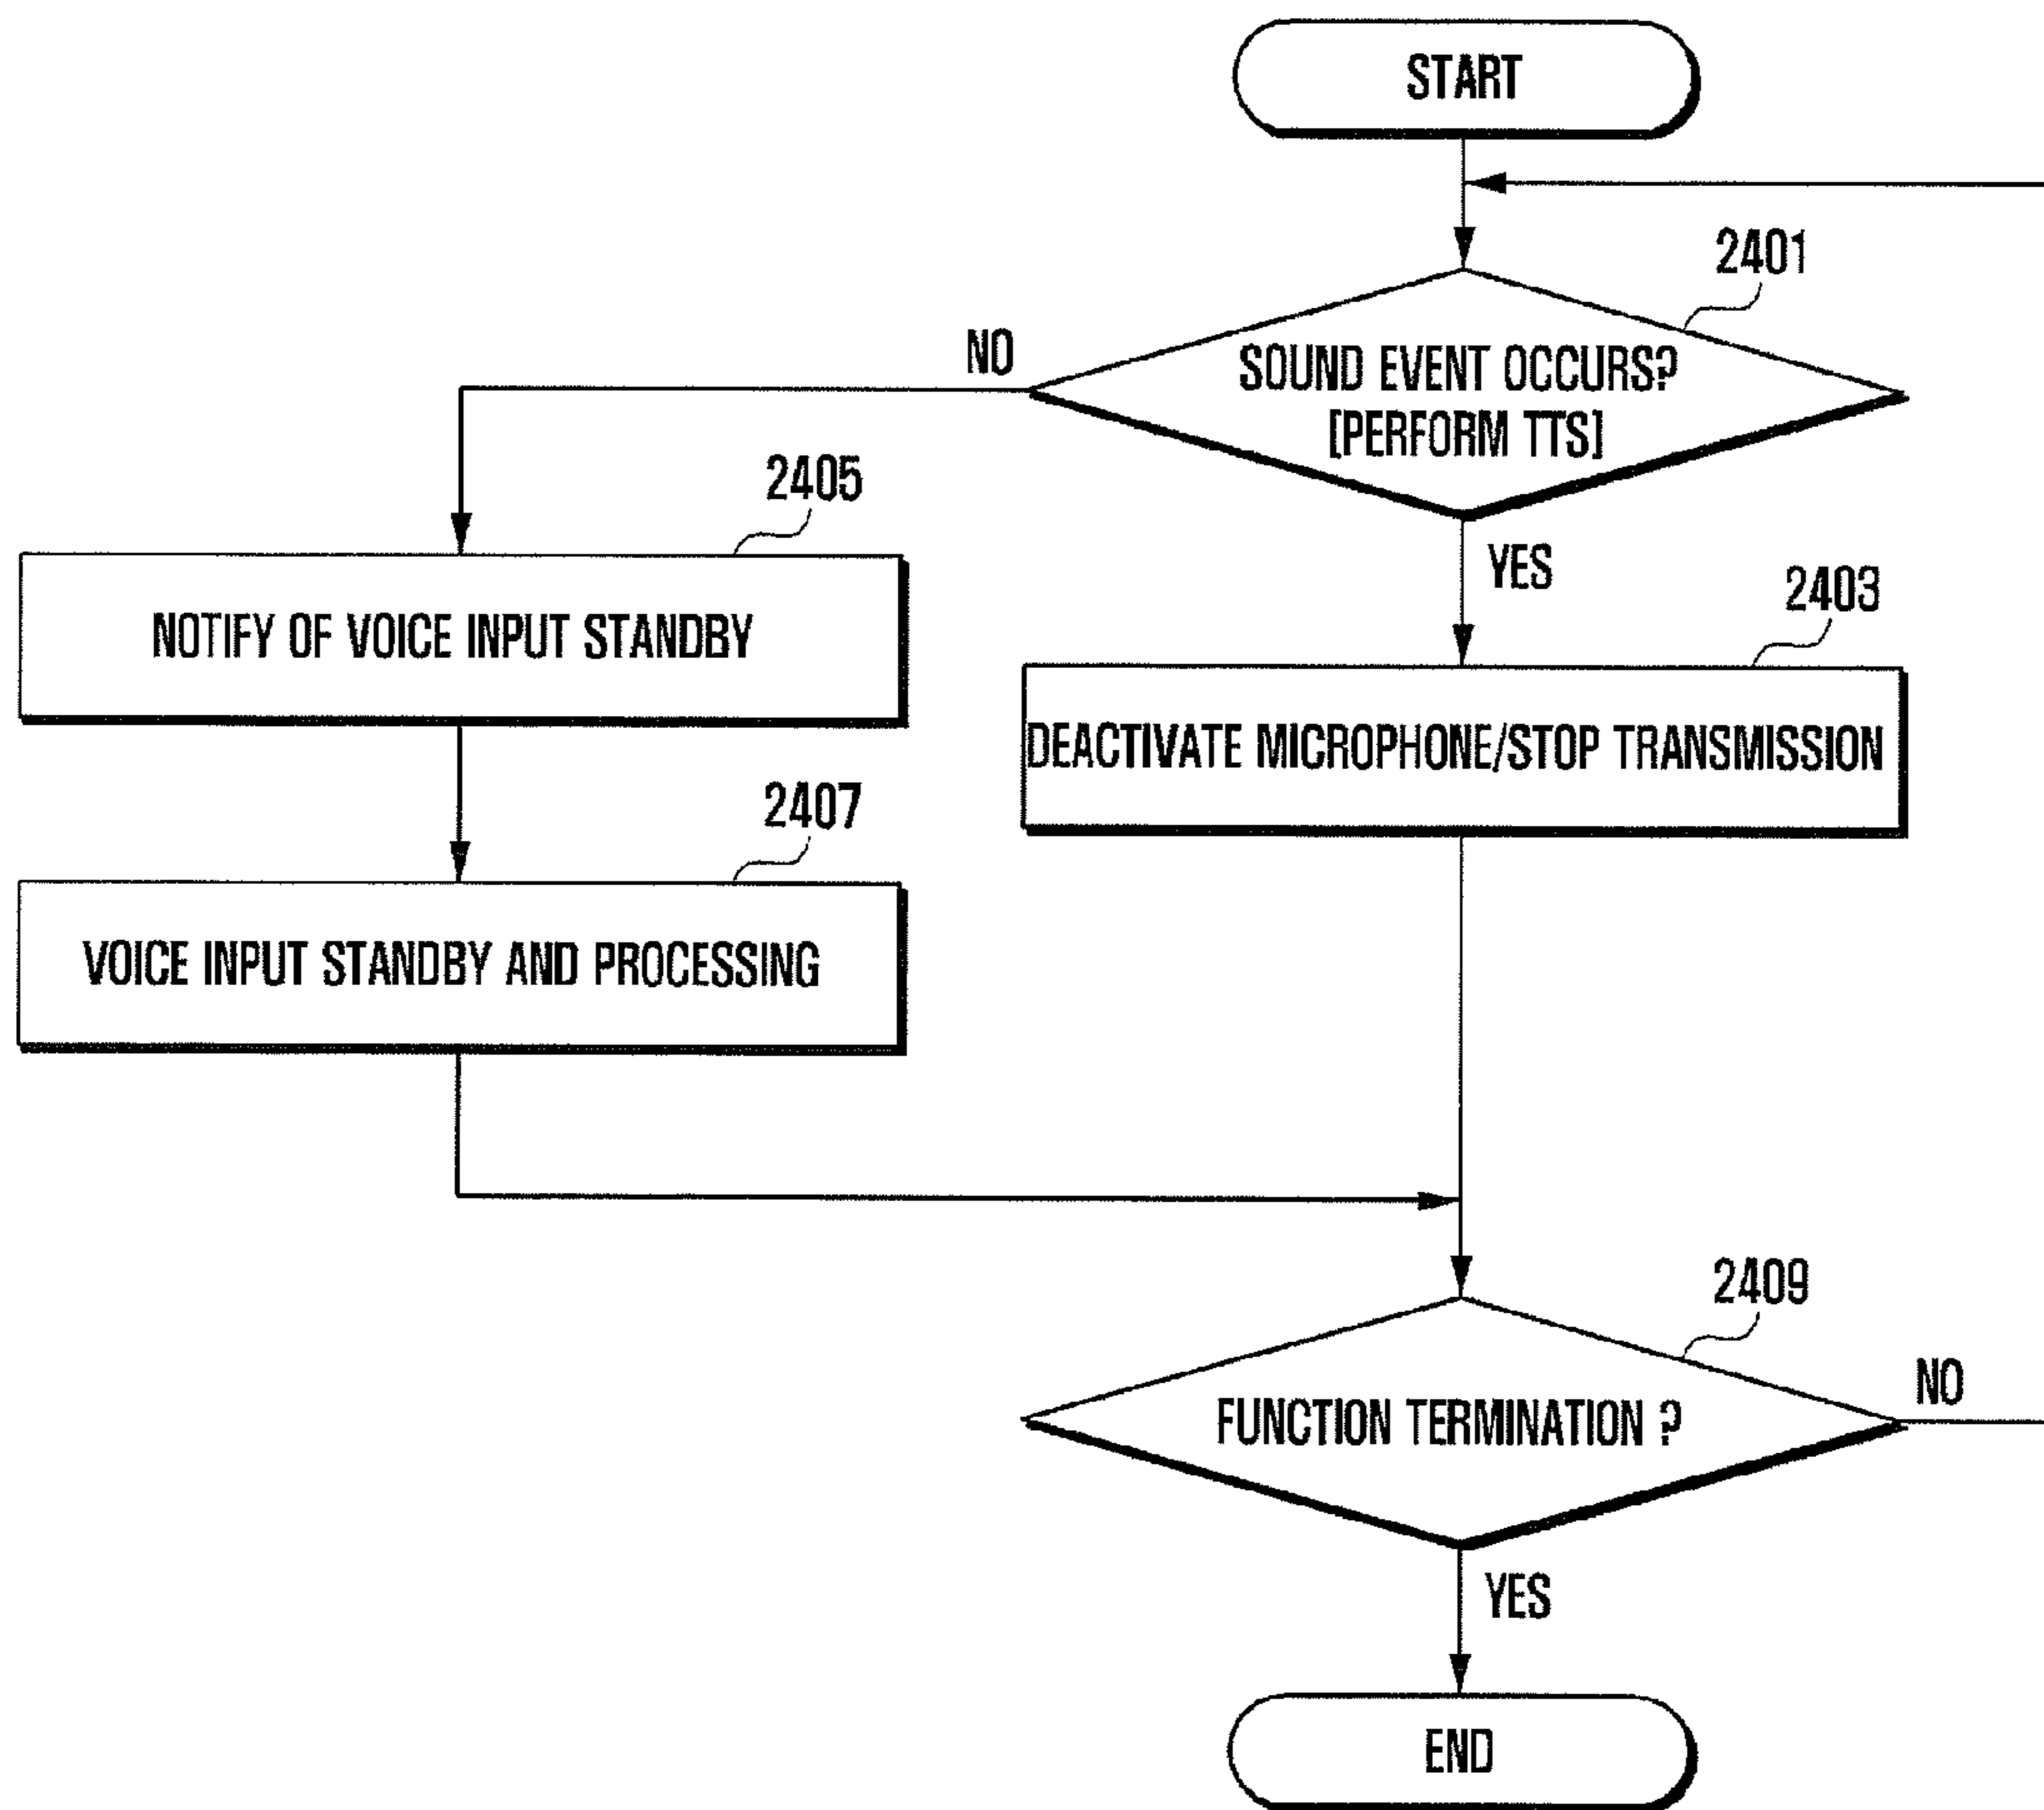 START
2401
SOUND EVENT OCCURS?
[PERFORM TTS]
NO
YES
2405
NOTIFY OF VOICE INPUT STANDBY
2403
DEACTIVATE MICROPHONE/STOP TRANSMISSION
2407
VOICE INPUT STANDBY AND PROCESSING
2409
FUNCTION TERMINATION ?
NO
YES
END